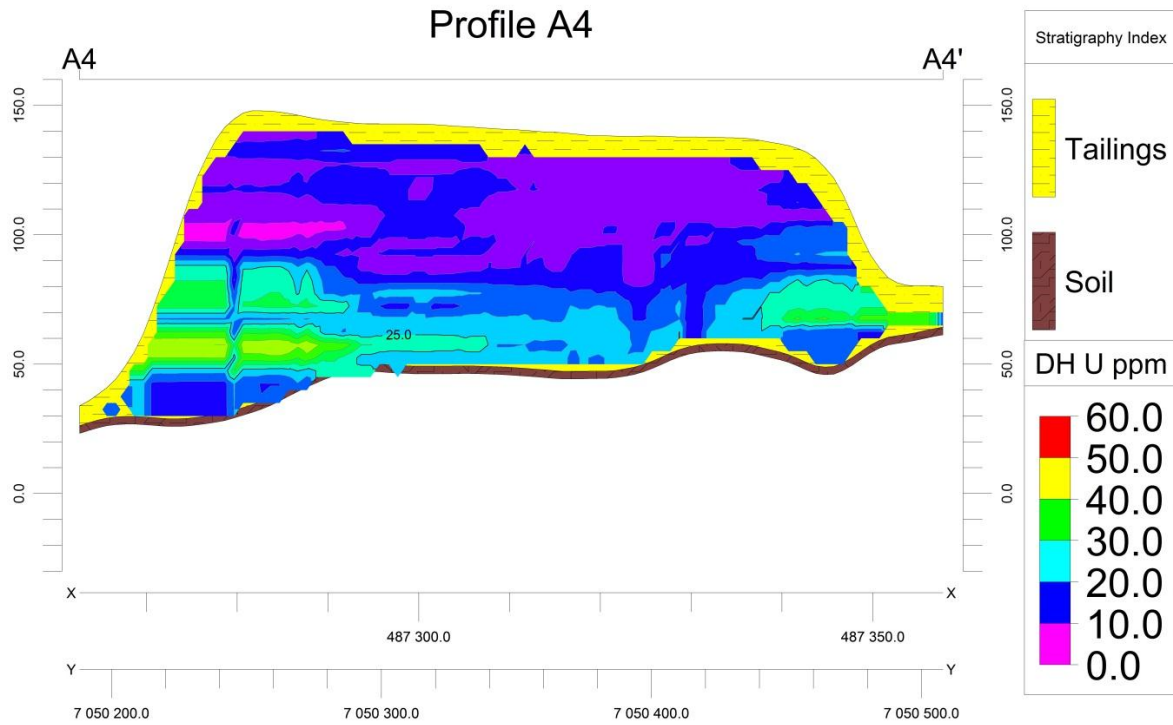 Profile A4
A4
A4'
150.0
100.0
50.0
0.0
150.0
100.0
50.0
0.0
25.0
X
X
487 300.0
487 350.0
Y
Y
7 050 200.0
7 050 300.0
7 050 400.0
7 050 500.0
Stratigraphy Index
Tailings
Soil
DH U ppm
60.0
50.0
40.0
30.0
20.0
10.0
0.0